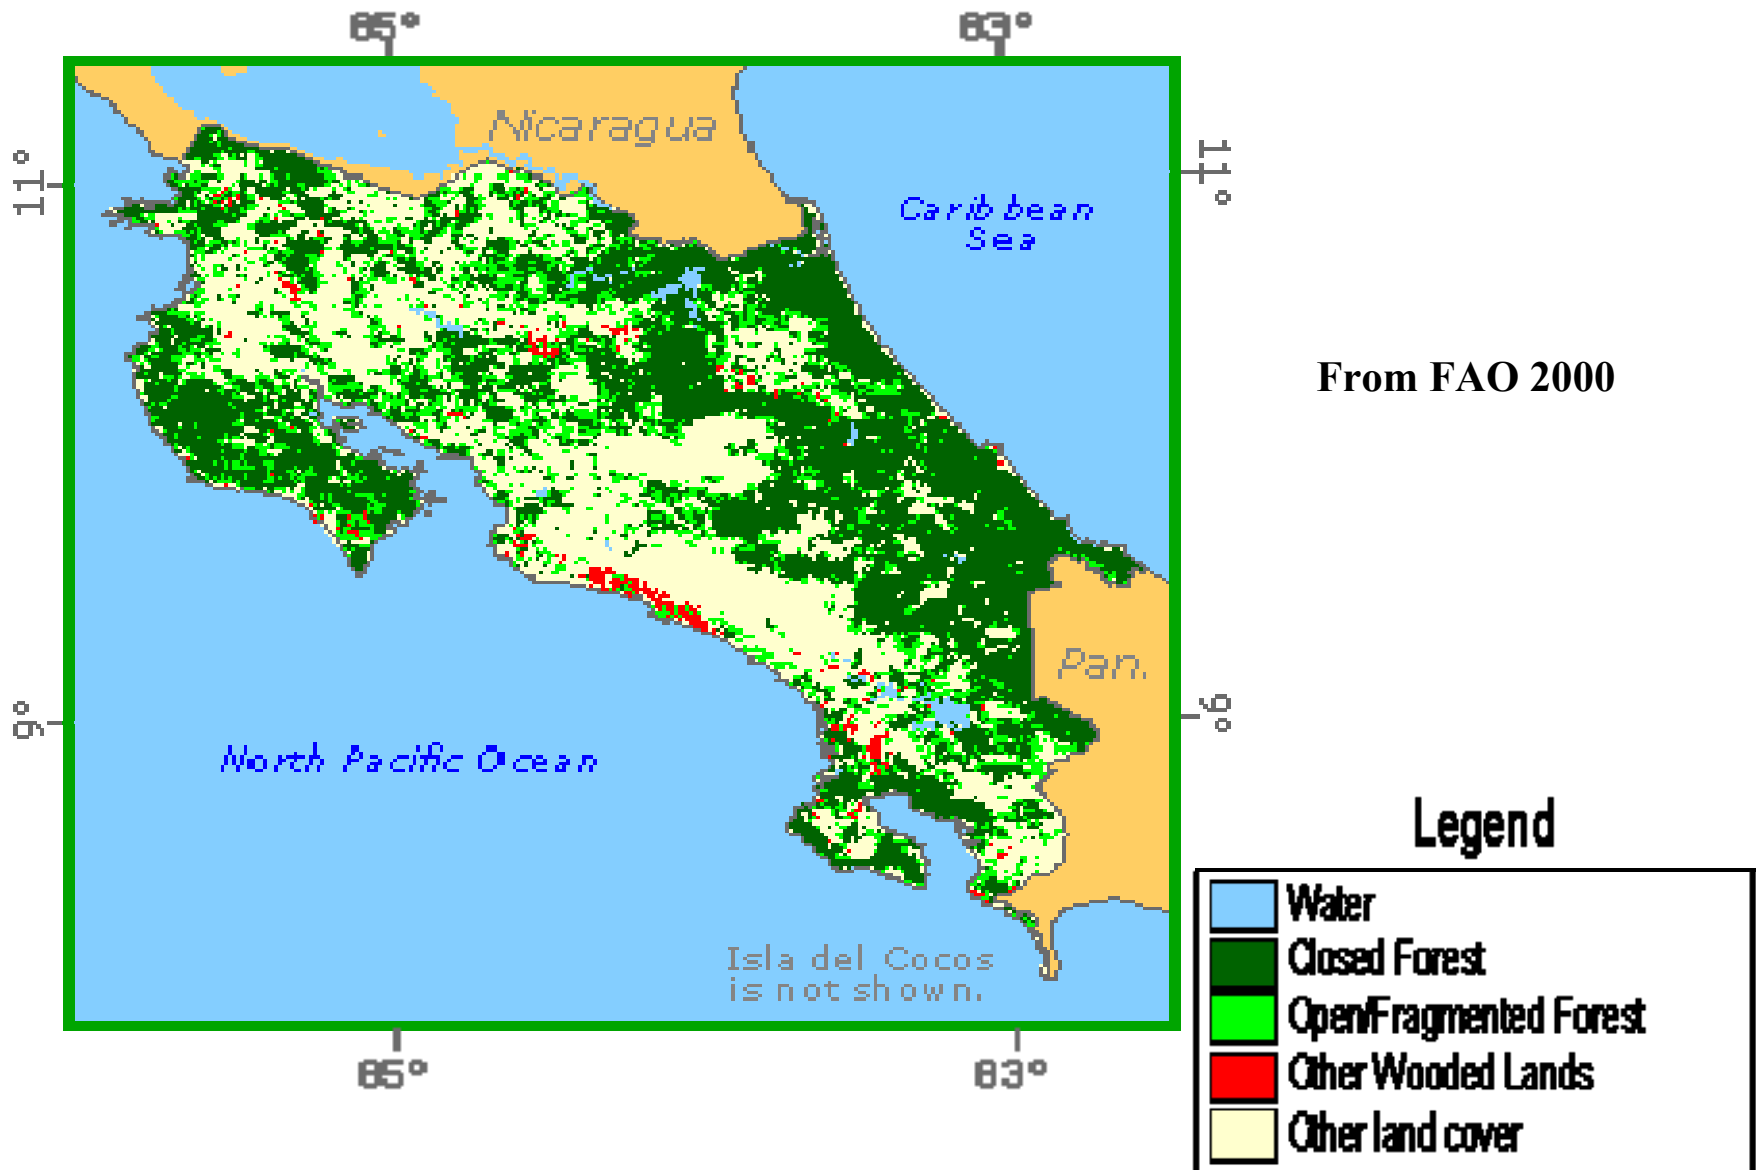 85°
83°
Nicaragua
11°
11°
Caribbean
Sea
From FAO 2000
Pan.
9°
9°
North Pacific Ocean
Legend
Water
Closed Forest
Open/Fragmented Forest
Other Wooded Lands
Other land cover
Isla del Cocos
is not shown.
85°
83°